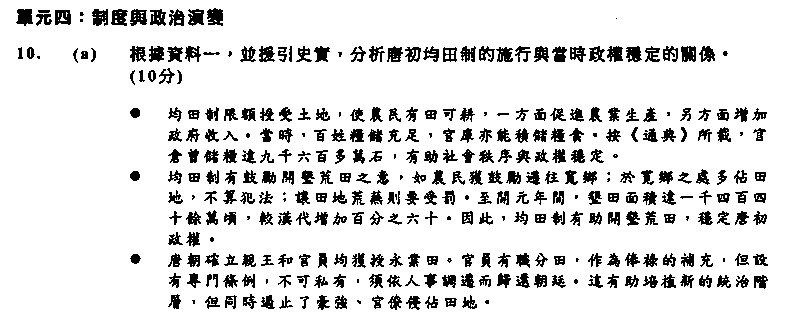 單元四：制度與政治演變
10. (a) 根據資料一，並援引史實，分析唐初均田制的施行與當時政權穩定的關係。
(10分)
● 均田制限額授受土地，使農民有田可耕，一方面促進農業生產，另方面增加
政府收入。當時，百姓糧儲充足，官庫亦能積儲糧食。按《通典》所載，官
倉曾儲糧達九千六百多萬石，有助社會秩序與政權穩定。
● 均田制有鼓勵開墾荒田之意，如農民獲鼓勵遷往寬鄉；於寬鄉之處多佔田
地，不算犯法；讓田地荒蕪則要受罰。至開元年間，墾田面積達一千四百四
十餘萬頃，較漢代增加百分之六十。因此，均田制有助開墾荒田，穩定唐初
政權。
● 唐朝確立親王和官員均獲授永業田。官員有職分田，作為俸祿的補充，但設
有專門條例，不可私有，須依人事調遷而歸還朝廷。這有助培植新的統治階
層，但同時遏止了豪強、官僚侵佔田地。